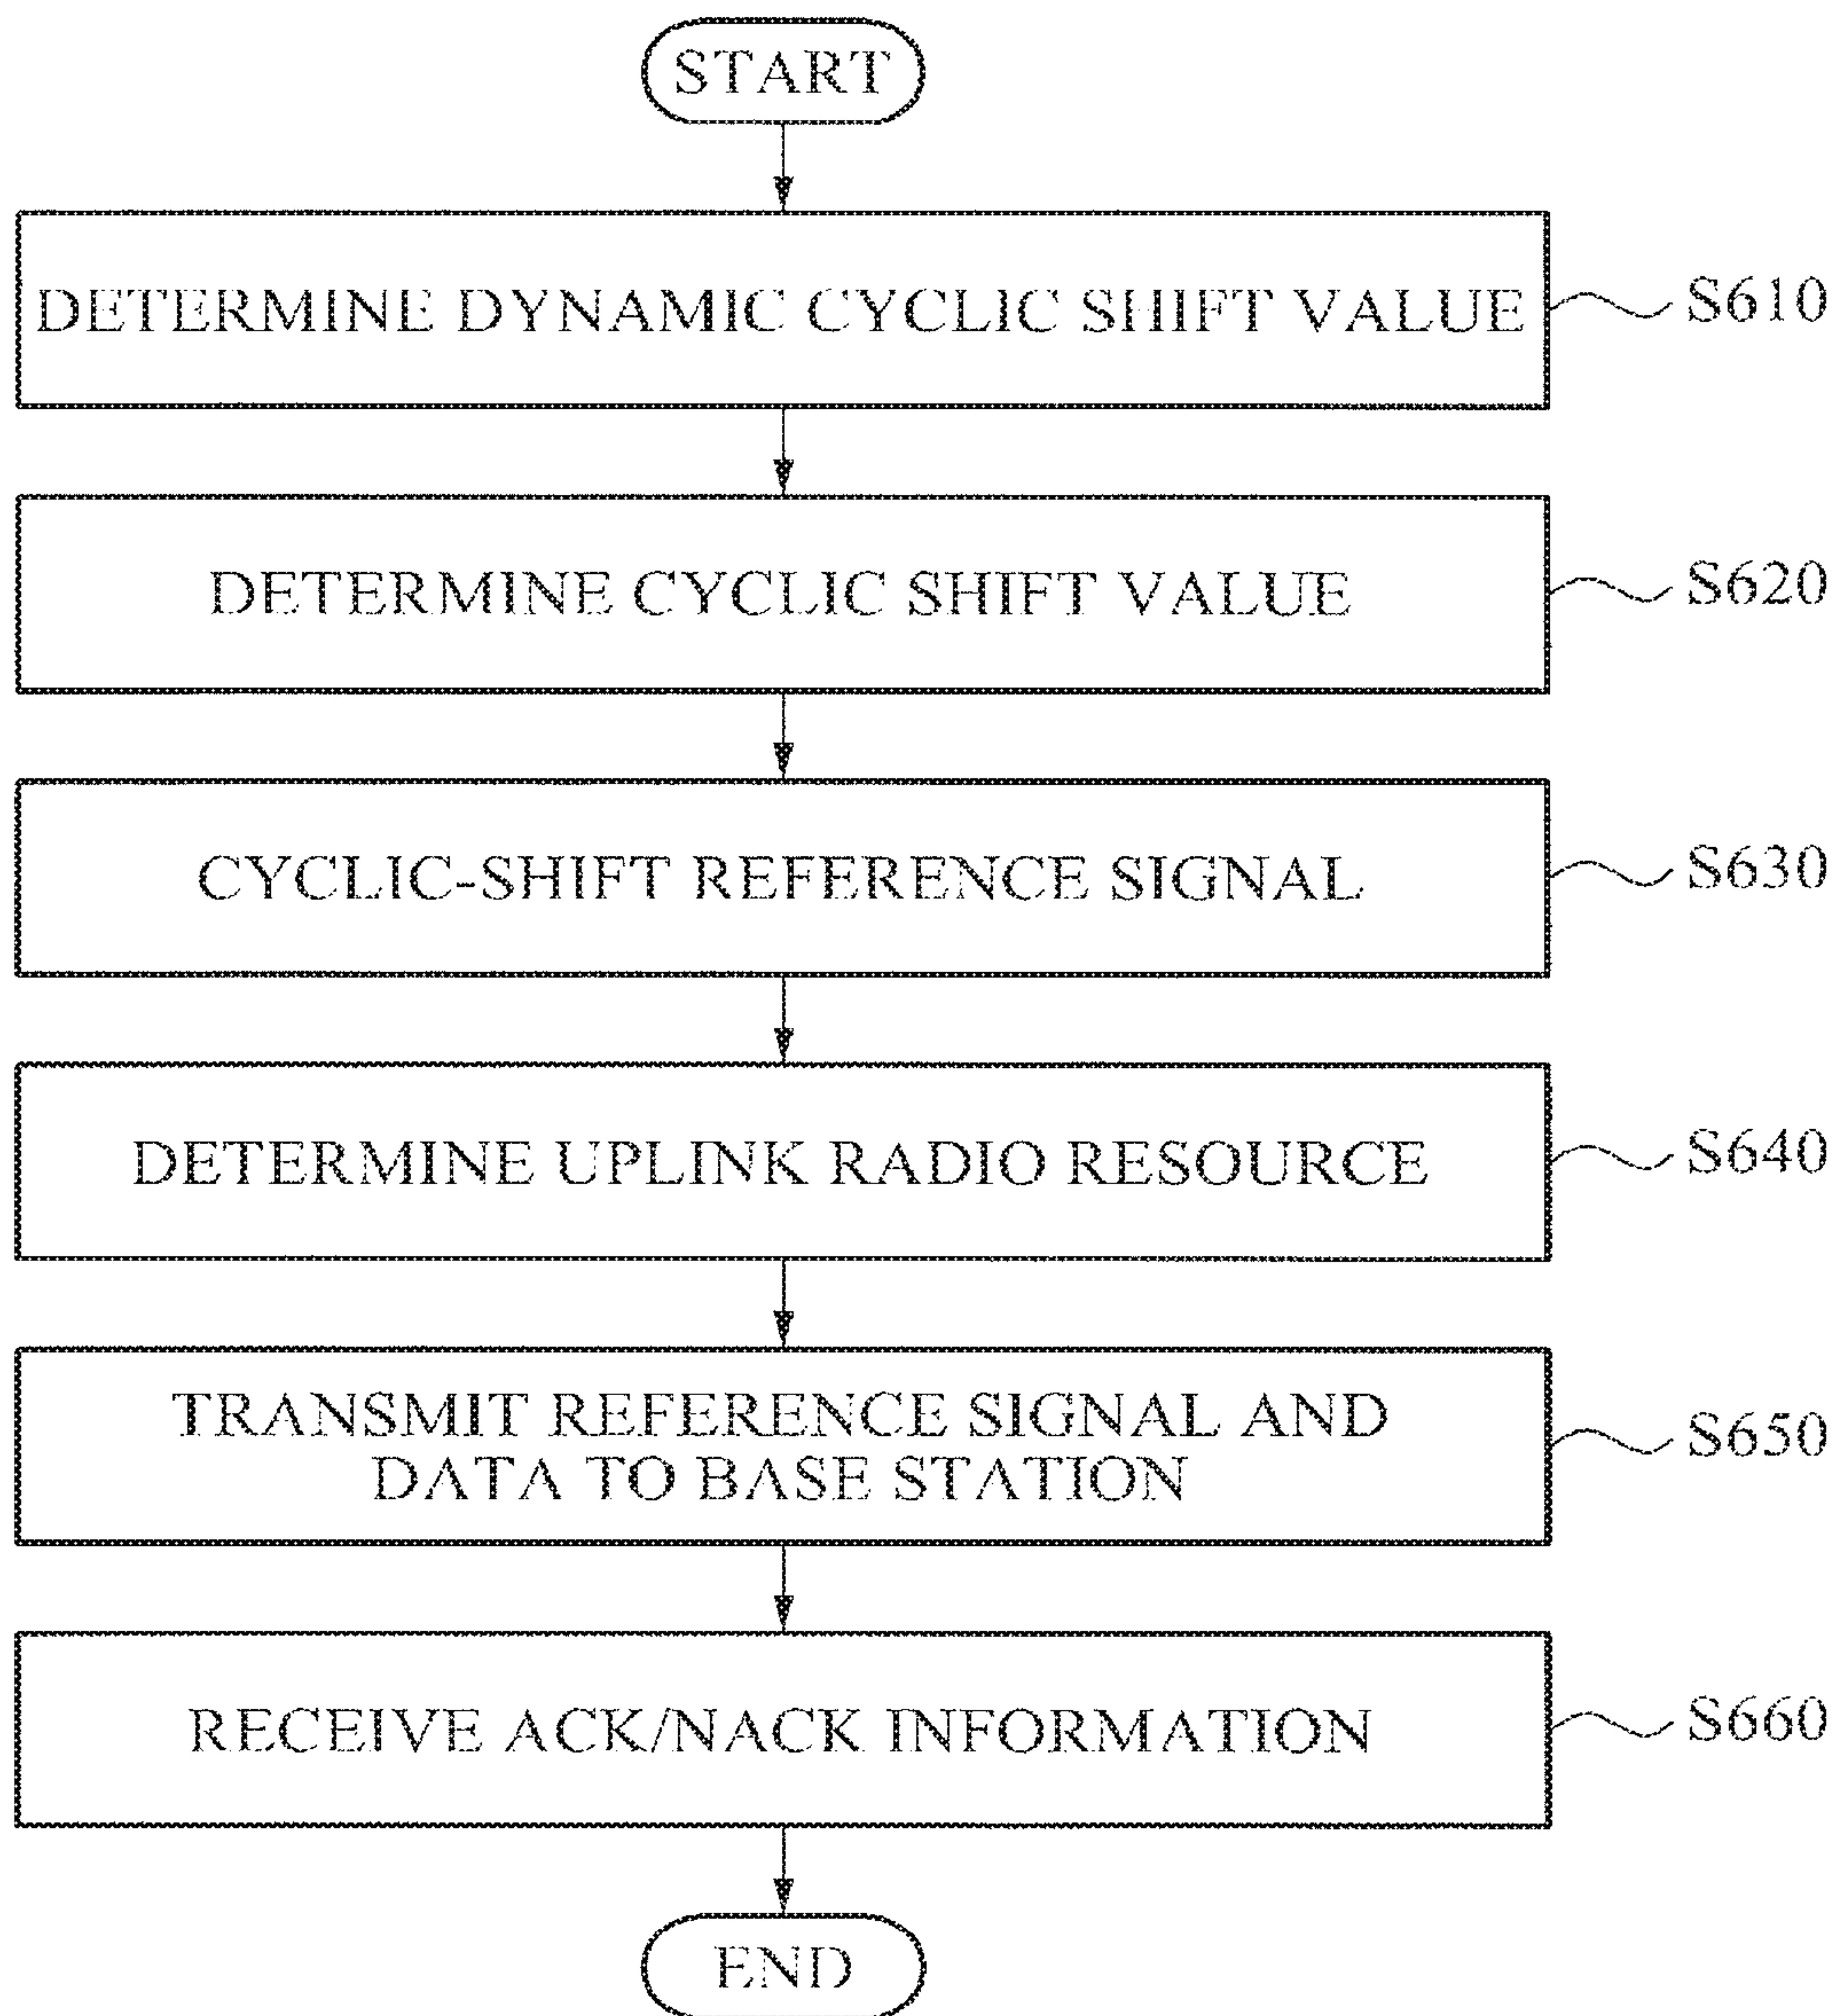 START
DETERMINE DYNAMIC CYCLIC SHIFT VALUE
S610
DETERMINE CYCLIC SHIFT VALUE
S620
CYCLIC-SHIFT REFERENCE SIGNAL
S630
DETERMINE UPLINK RADIO RESOURCE
S640
TRANSMIT REFERENCE SIGNAL AND
DATA TO BASE STATION
S650
RECEIVE ACK/NACK INFORMATION
S660
END